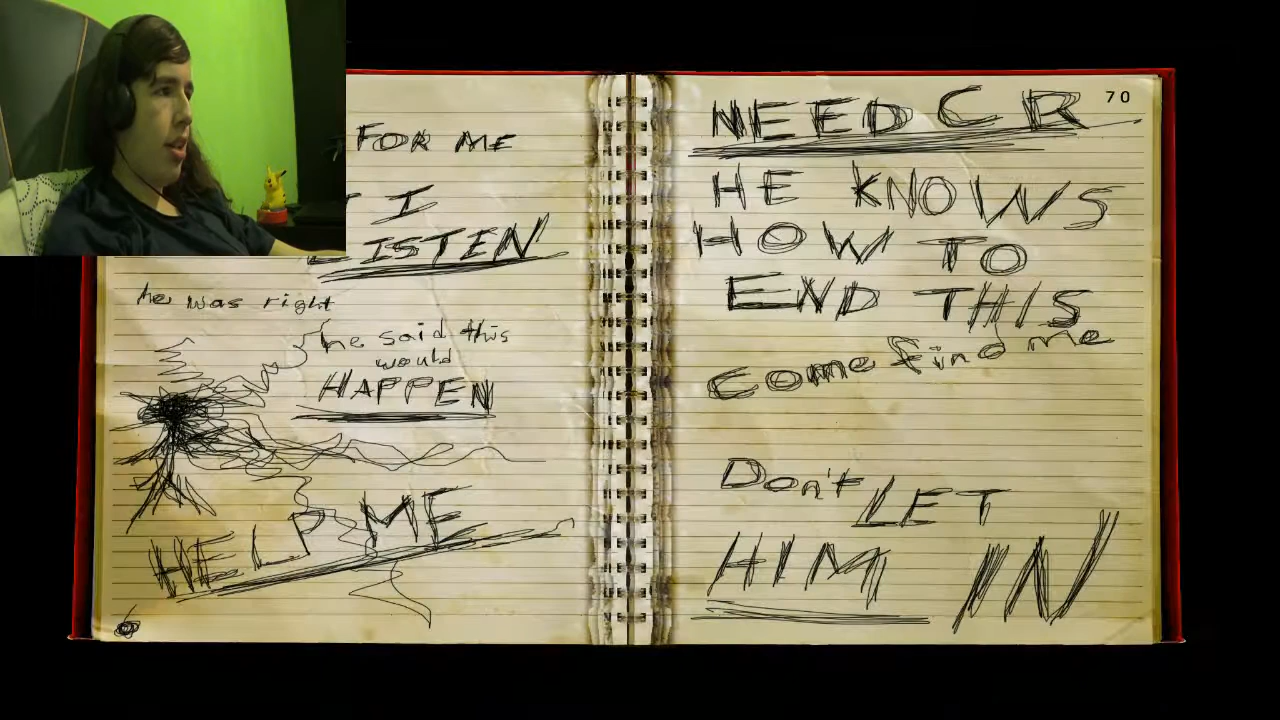 FOR ME
I
LISTEN
he was right
he said this
would
HAPPEN
HELP ME
70
NEED CR
HE KNOWS
HOW TO
END THIS
come find me
Don't LET
HIM IN